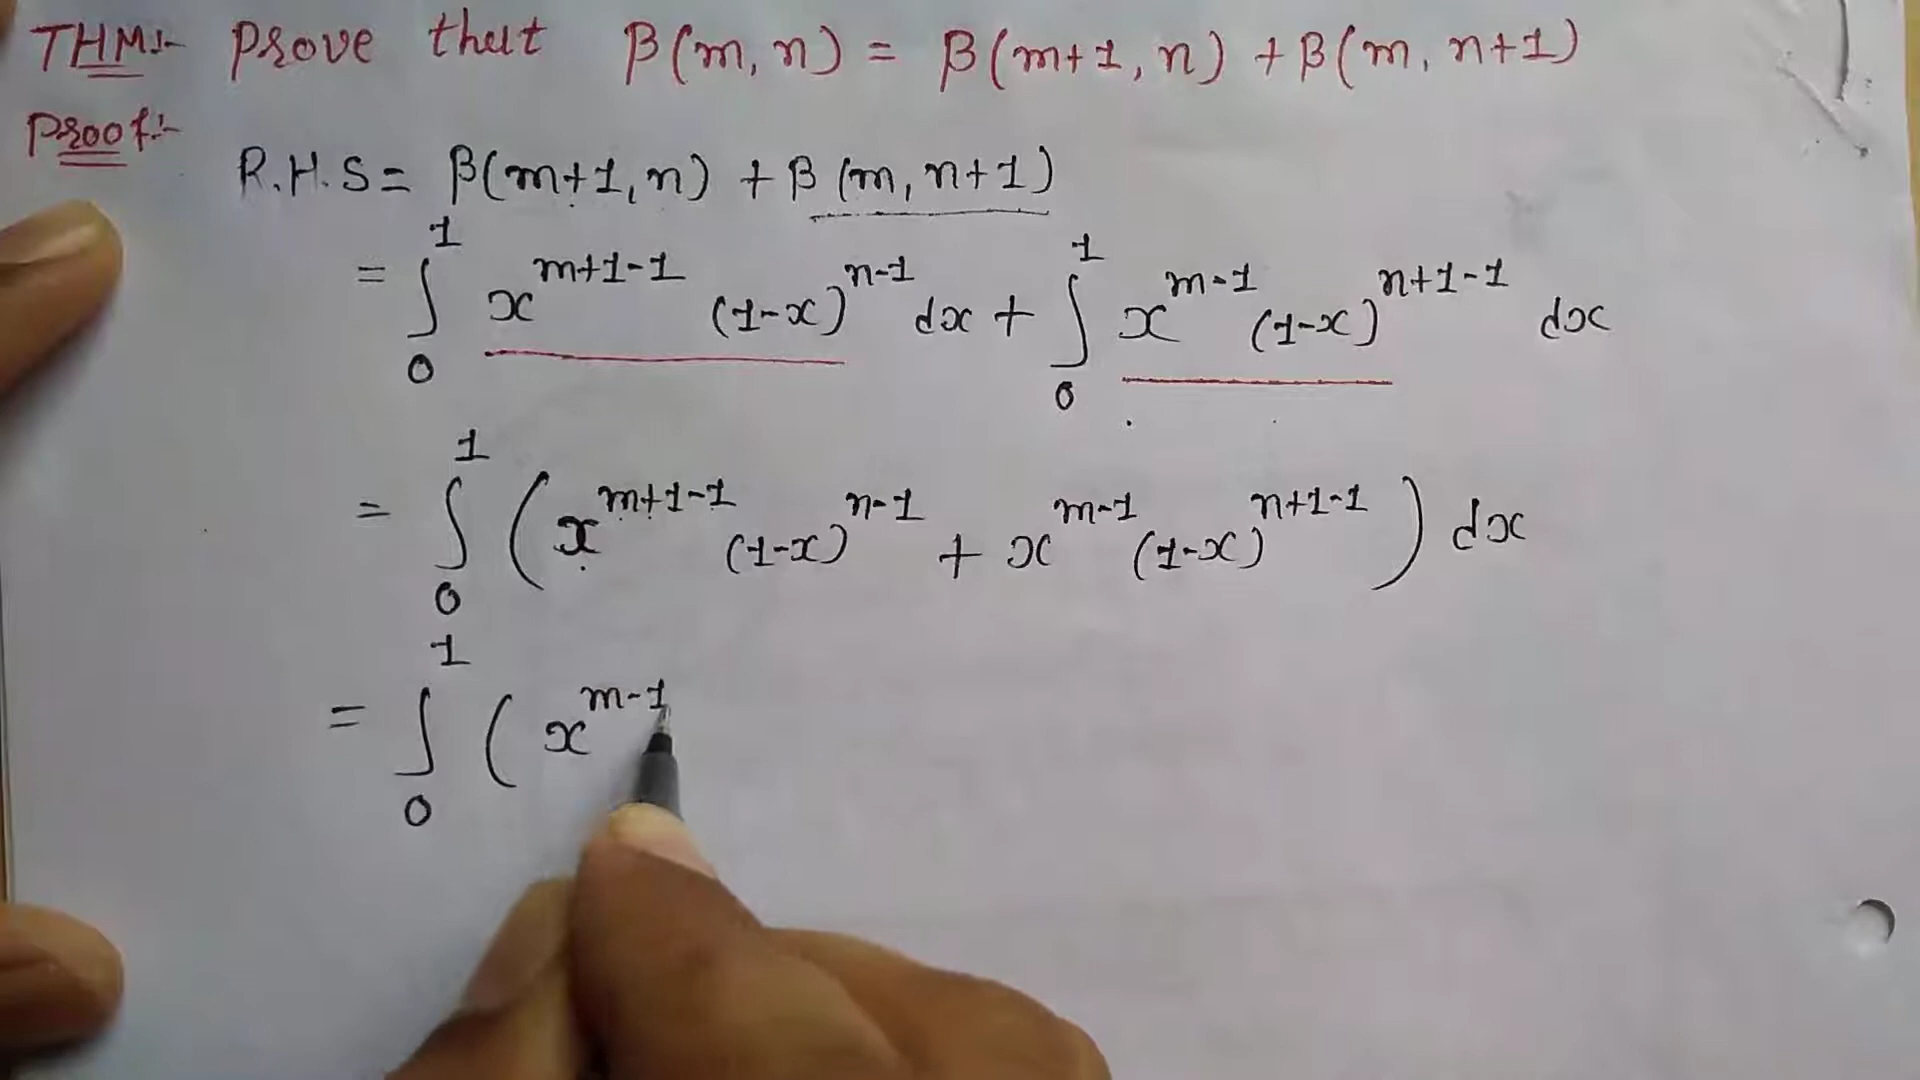 THM:- Prove that β(m, n) = β(m+1, n) + β(m, n+1)
Proof:-
R.H.S = β(m+1, n) + β(m, n+1)
= ∫₀¹ x^{m+1-1} (1-x)^{n-1} dx + ∫₀¹ x^{m-1} (1-x)^{n+1-1} dx
= ∫₀¹ (x^{m+1-1} (1-x)^{n-1} + x^{m-1} (1-x)^{n+1-1}) dx
= ∫₀¹ (x^{m-1}